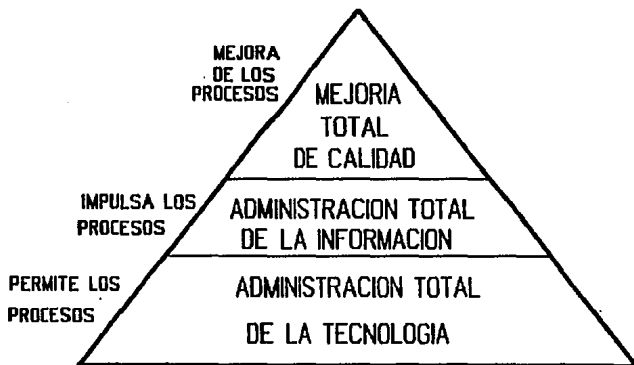 MEJORA
DE LOS
PROCESOS
MEJORIA
TOTAL
DE CALIDAD
IMPULSA LOS
PROCESOS
ADMINISTRACION TOTAL
DE LA INFORMACION
PERMITE LOS
PROCESOS
ADMINISTRACION TOTAL
DE LA TECNOLOGIA